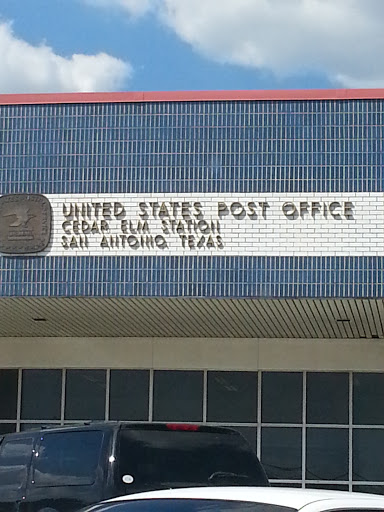 UNITED STATES POST OFFICE
CEDAR ELM STATION
SAN ANTONIO, TEXAS